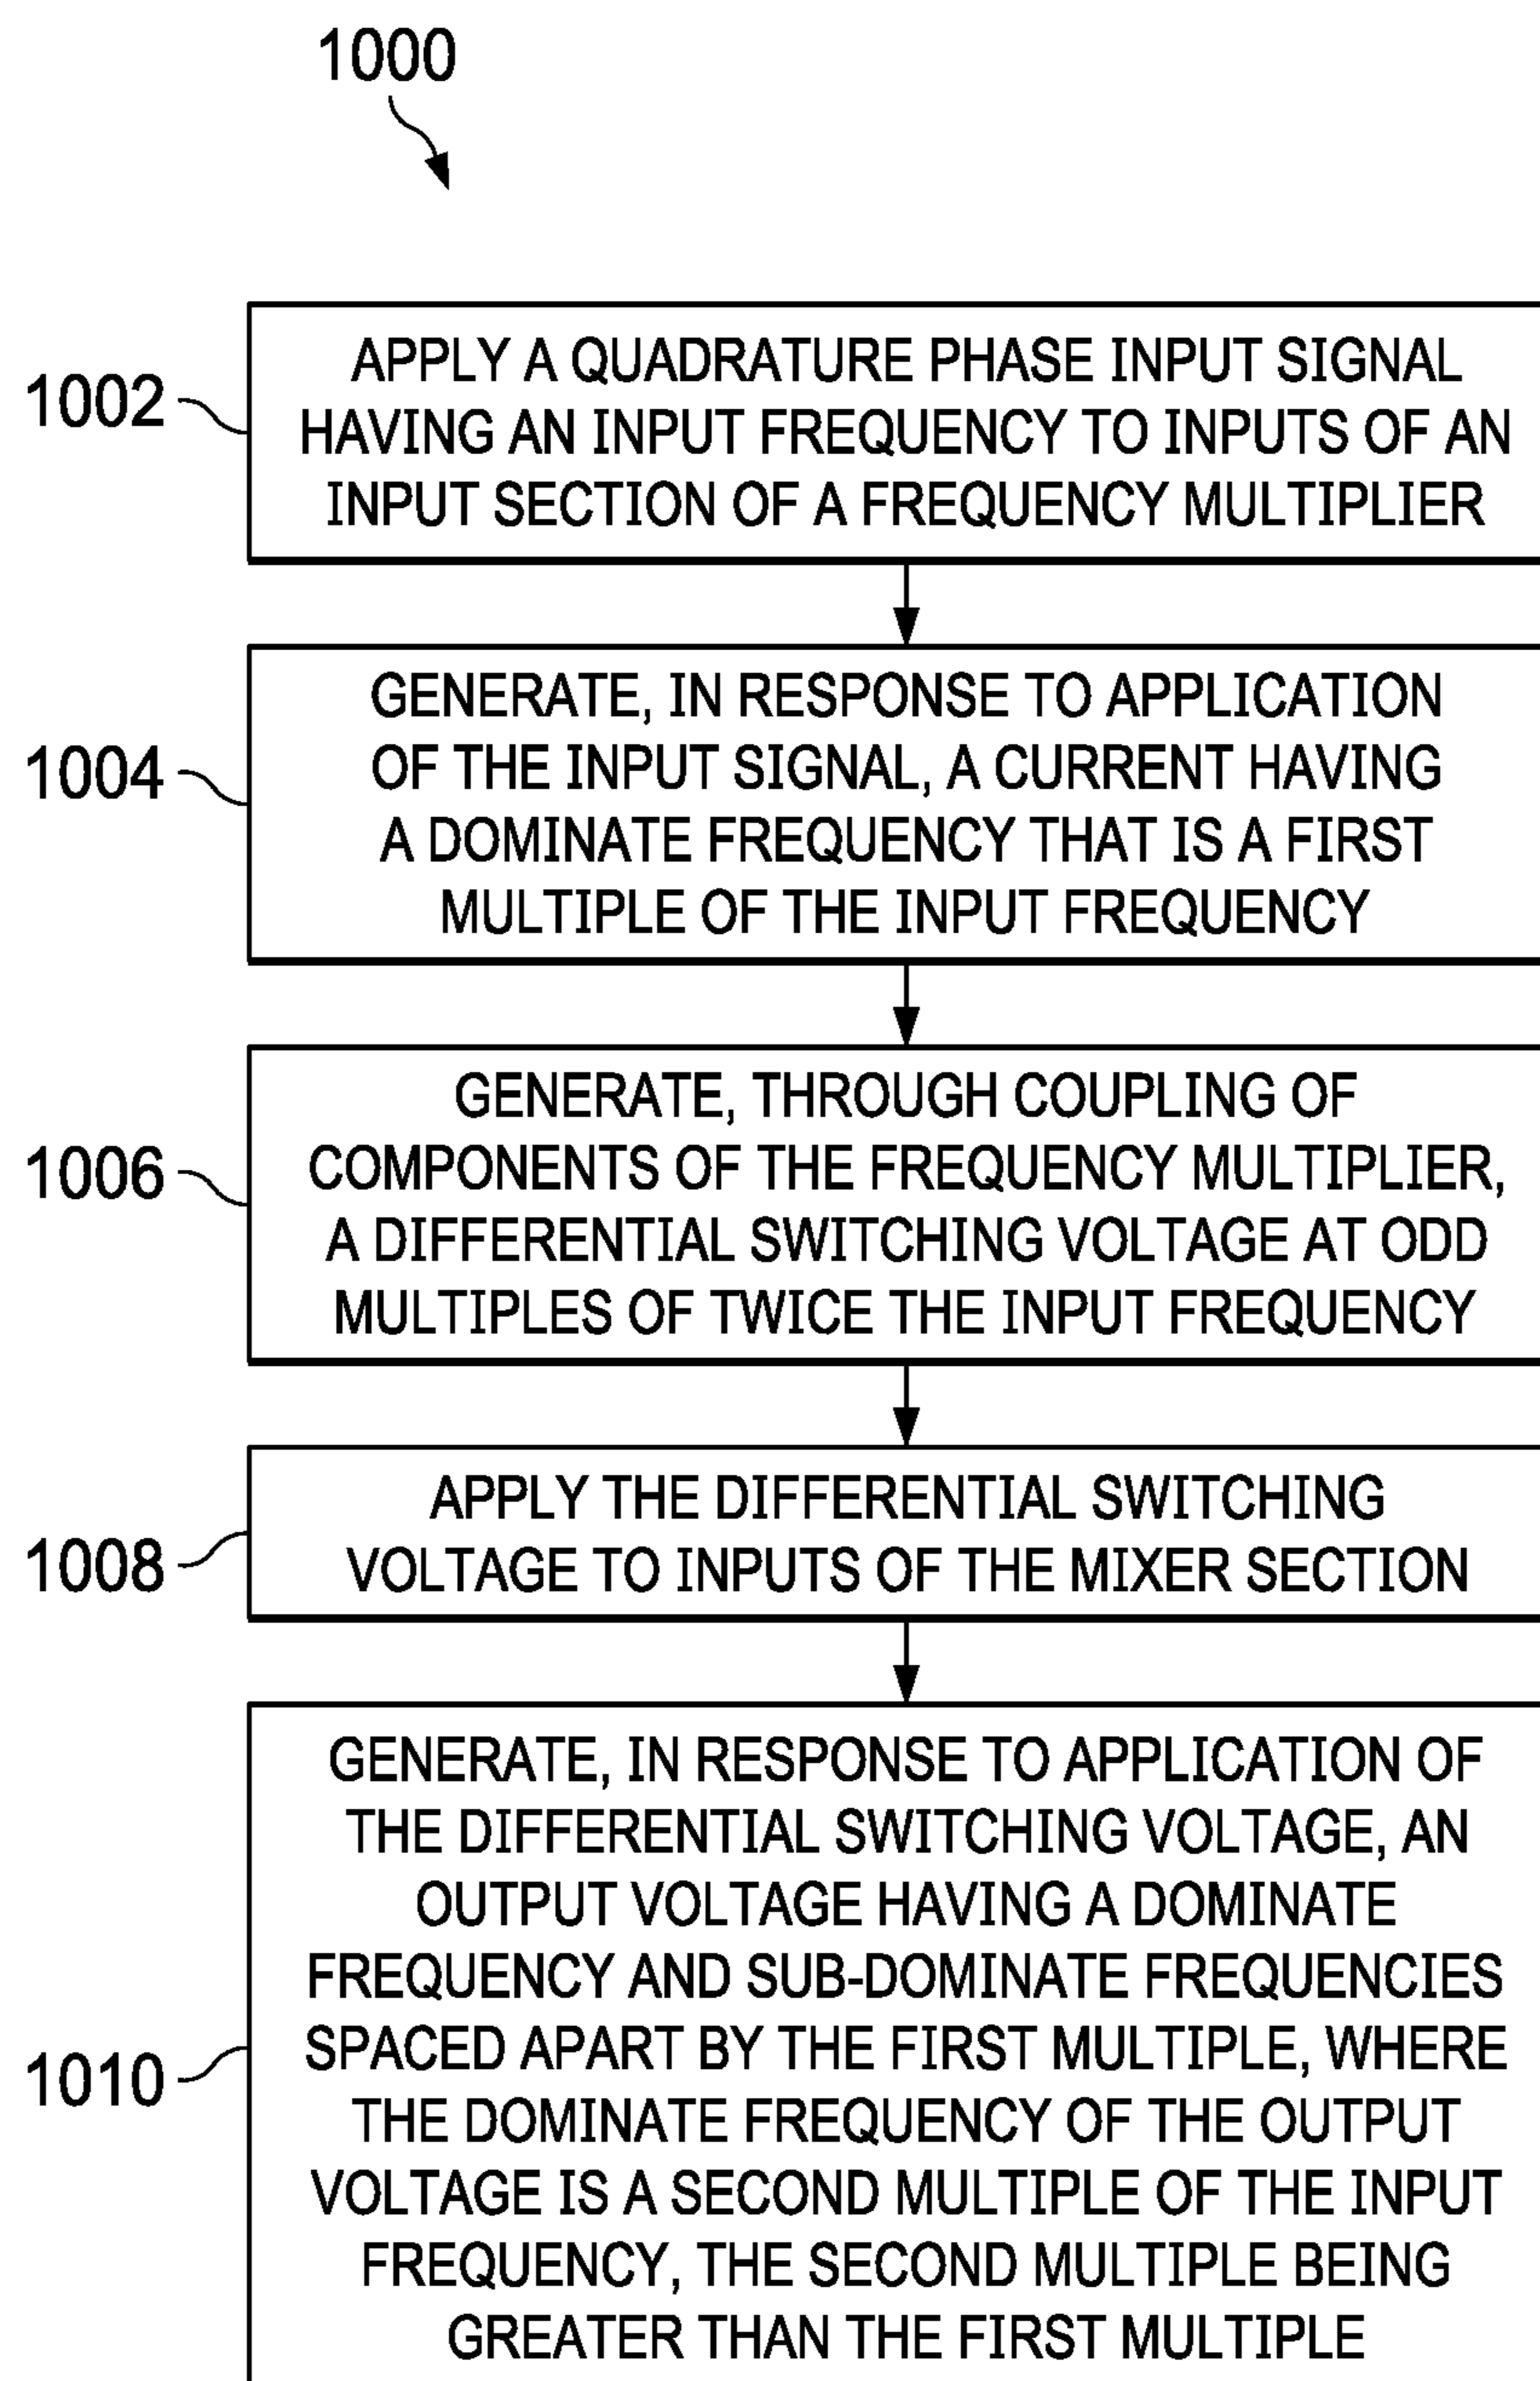 1000
1002
APPLY A QUADRATURE PHASE INPUT SIGNAL
HAVING AN INPUT FREQUENCY TO INPUTS OF AN
INPUT SECTION OF A FREQUENCY MULTIPLIER
1004
GENERATE, IN RESPONSE TO APPLICATION
OF THE INPUT SIGNAL, A CURRENT HAVING
A DOMINATE FREQUENCY THAT IS A FIRST
MULTIPLE OF THE INPUT FREQUENCY
1006
GENERATE, THROUGH COUPLING OF
COMPONENTS OF THE FREQUENCY MULTIPLIER,
A DIFFERENTIAL SWITCHING VOLTAGE AT ODD
MULTIPLES OF TWICE THE INPUT FREQUENCY
1008
APPLY THE DIFFERENTIAL SWITCHING
VOLTAGE TO INPUTS OF THE MIXER SECTION
1010
GENERATE, IN RESPONSE TO APPLICATION OF
THE DIFFERENTIAL SWITCHING VOLTAGE, AN
OUTPUT VOLTAGE HAVING A DOMINATE
FREQUENCY AND SUB-DOMINATE FREQUENCIES
SPACED APART BY THE FIRST MULTIPLE, WHERE
THE DOMINATE FREQUENCY OF THE OUTPUT
VOLTAGE IS A SECOND MULTIPLE OF THE INPUT
FREQUENCY, THE SECOND MULTIPLE BEING
GREATER THAN THE FIRST MULTIPLE